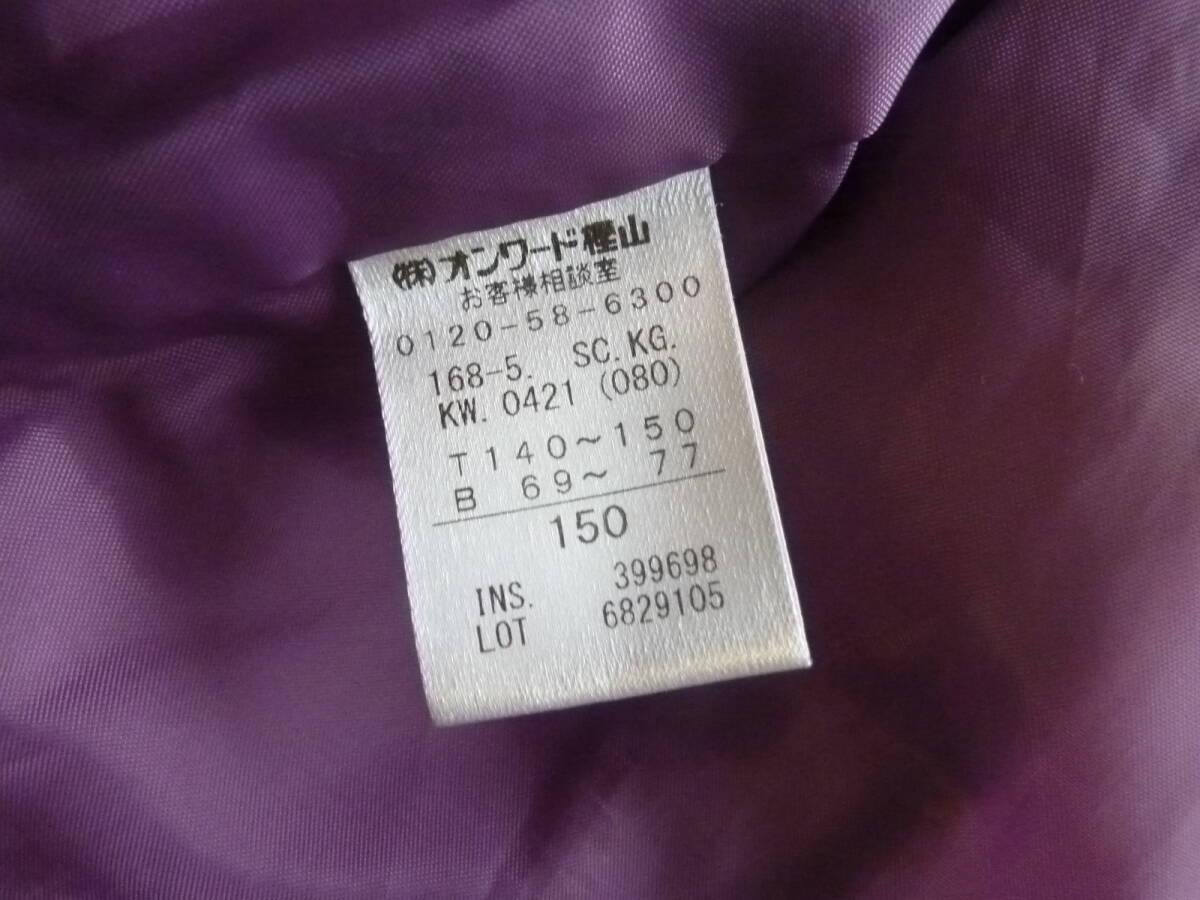 (株)オンワード樫山
お客様相談室
0120-58-6300
168-5. SC.KG.
KW. 0421 (080)
T140～150
B 69～ 77
150
INS. 399698
LOT 6829105